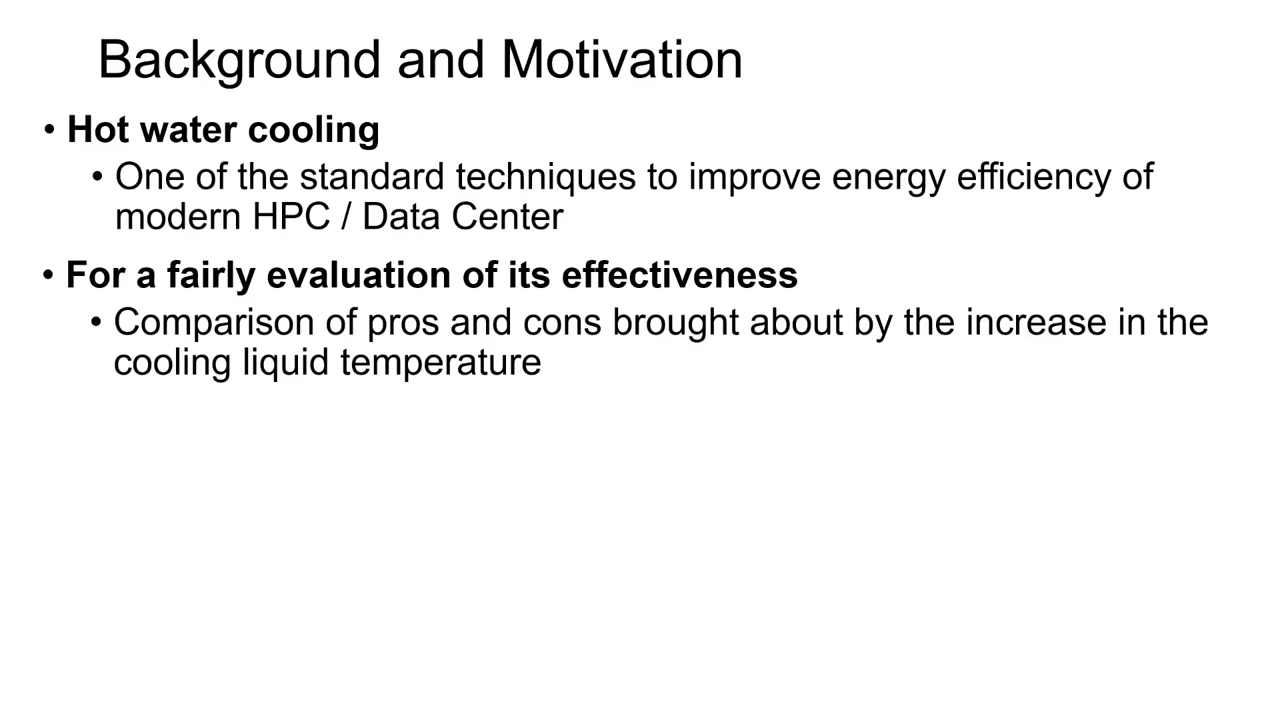 Background and Motivation
• Hot water cooling
• One of the standard techniques to improve energy efficiency of
modern HPC / Data Center
• For a fairly evaluation of its effectiveness
• Comparison of pros and cons brought about by the increase in the
cooling liquid temperature